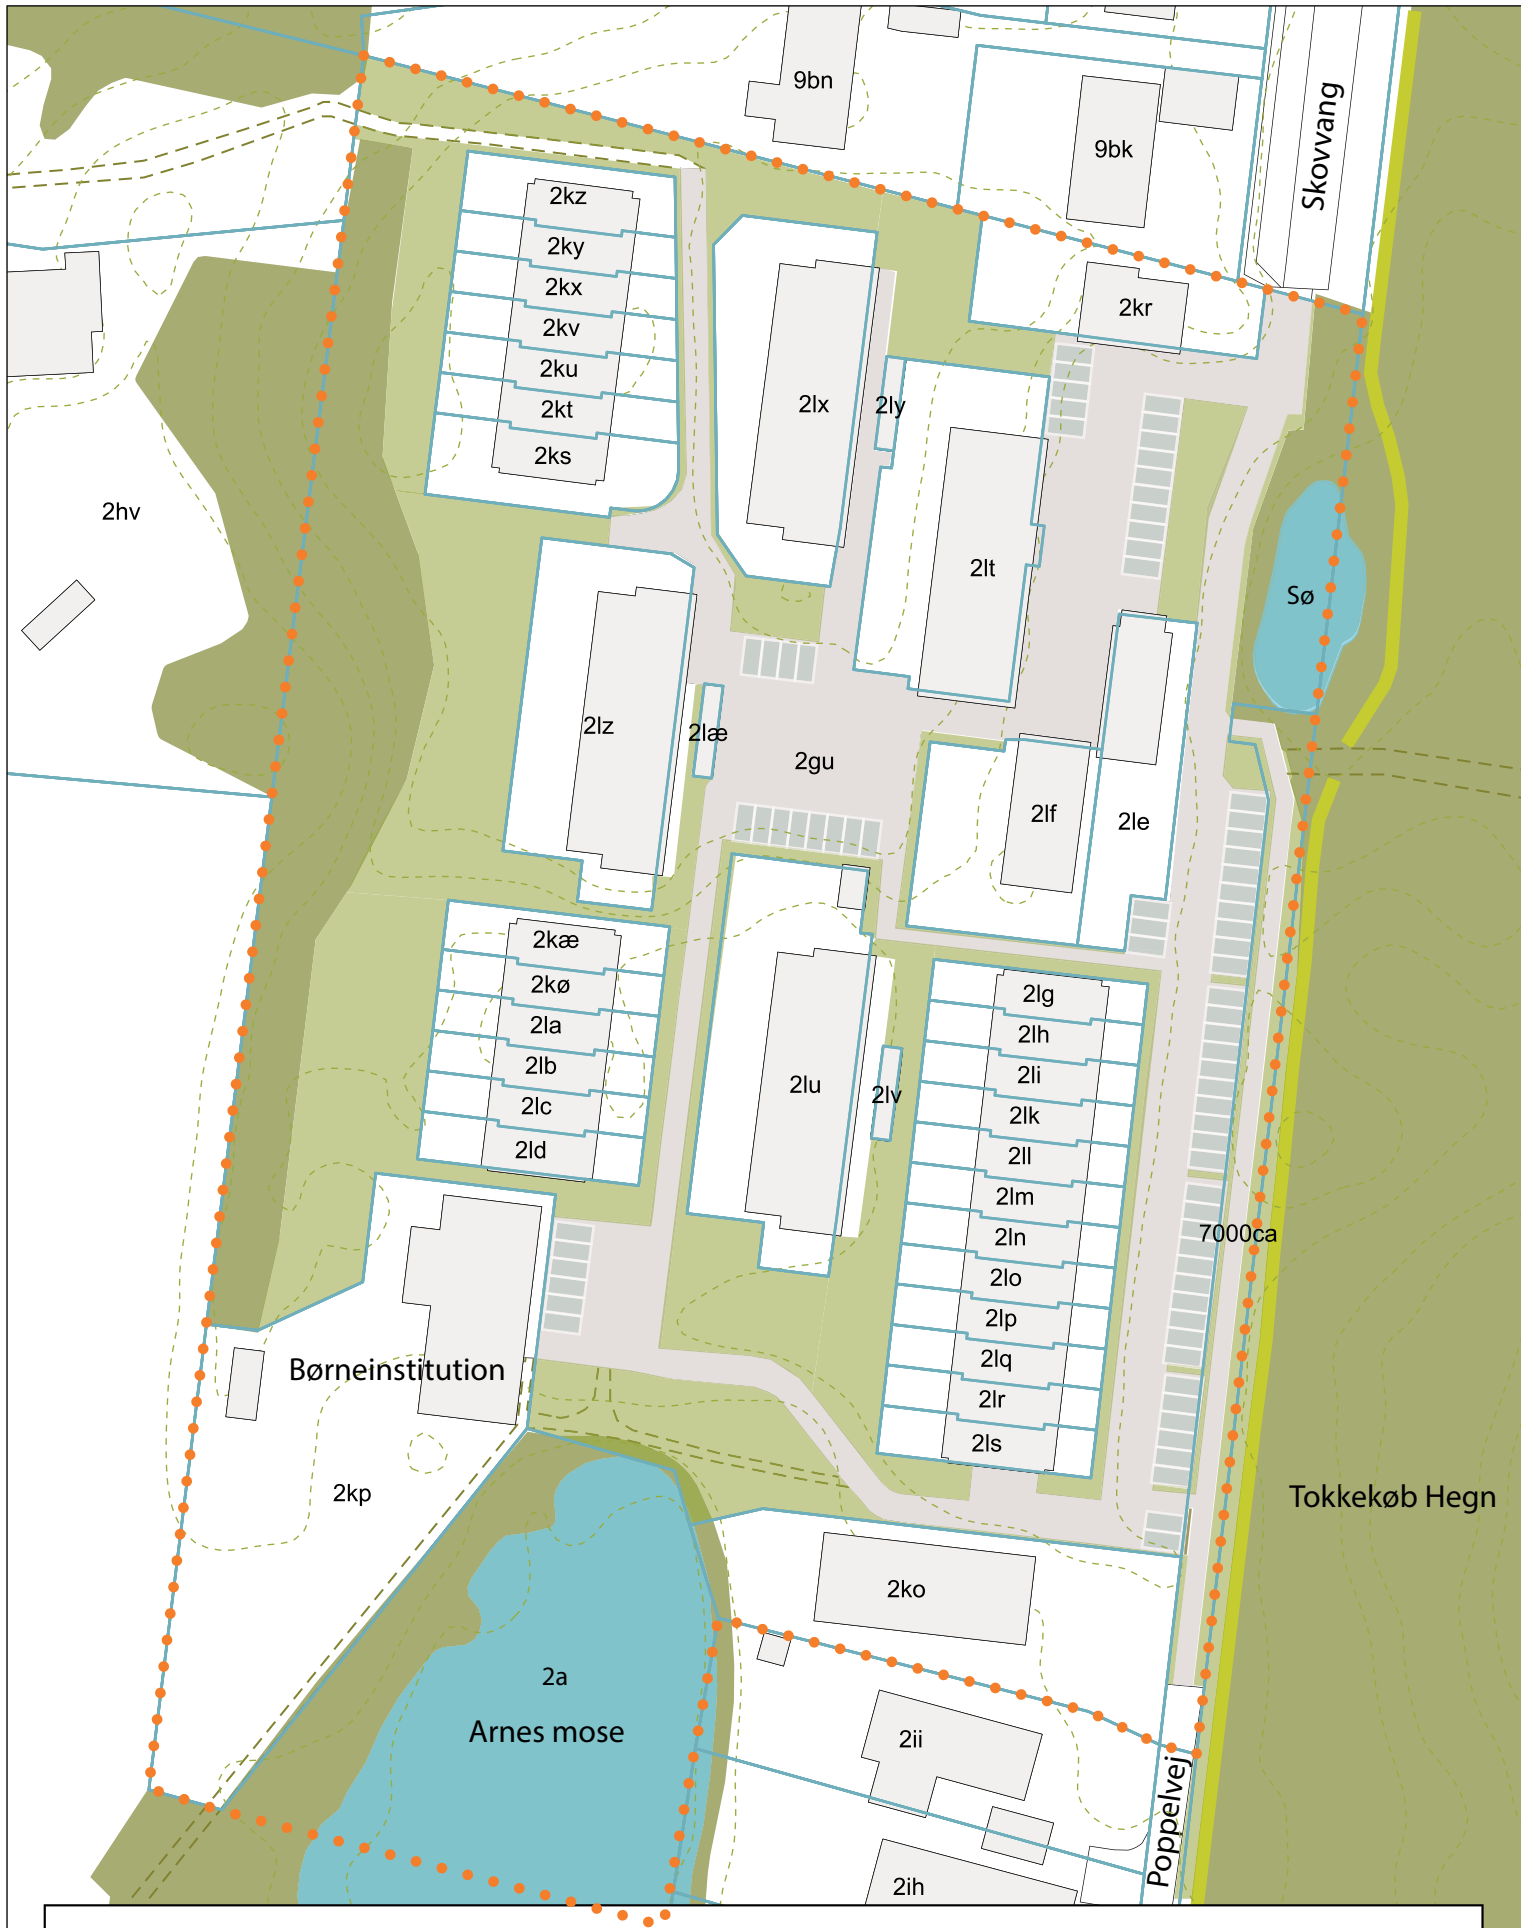 9bn
9bk
Skovvang
2kz
2ky
2kx
2kv
2ku
2kt
2ks
2kr
2lx
2ly
2hv
2lt
Sø
2lz
2læ
2gu
2lf
2le
2kæ
2kø
2la
2lb
2lc
2ld
2lu
2lv
2lg
2lh
2li
2lk
2ll
2lm
2ln
2lo
2lp
2lq
2lr
2ls
7000ca
Børneinstitution
2kp
Tokkekøb Hegn
2ko
2a
Arnes mose
2ii
Poppelvej
2ih